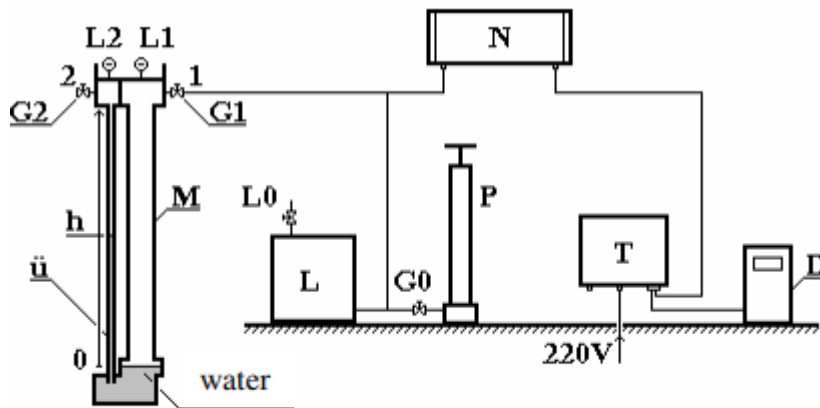 L2 L1
N
2 1
G2 G1
L0 M P
h
L G0 T D
ü
0
220V
water